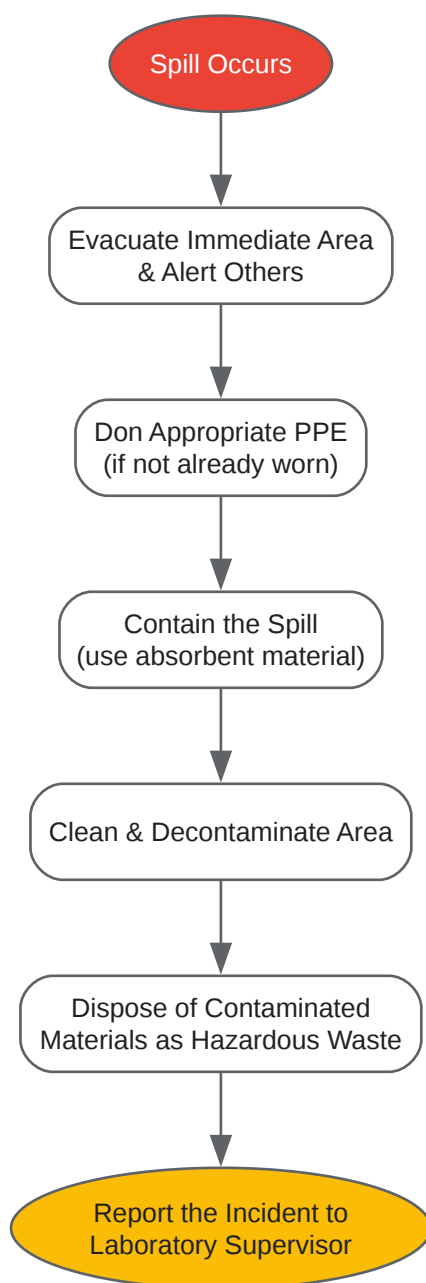 Spill Occurs
Evacuate Immediate Area
& Alert Others
Don Appropriate PPE
(if not already worn)
Contain the Spill
(use absorbent material)
Clean & Decontaminate Area
Dispose of Contaminated
Materials as Hazardous Waste
Report the Incident to
Laboratory Supervisor